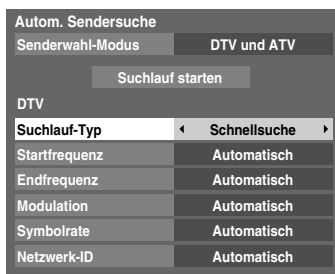 Autom. Sendersuche
Senderwahl-Modus DTV und ATV
Suchlauf starten
DTV
Suchlauf-Typ Schnellsuche
Startfrequenz Automatisch
Endfrequenz Automatisch
Modulation Automatisch
Symbolrate Automatisch
Netzwerk-ID Automatisch